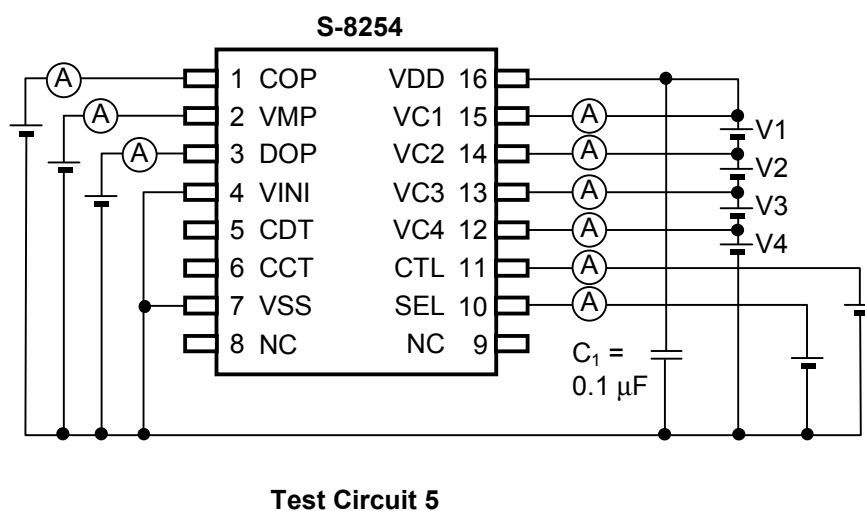 S-8254
A 1 COP VDD 16
A 2 VMP VC1 15 A V1
A 3 DOP VC2 14 A V2
4 VINI VC3 13 A V3
5 CDT VC4 12 A V4
6 CCT CTL 11 A
7 VSS SEL 10 A
8 NC NC 9
C₁ =
0.1 μF
Test Circuit 5